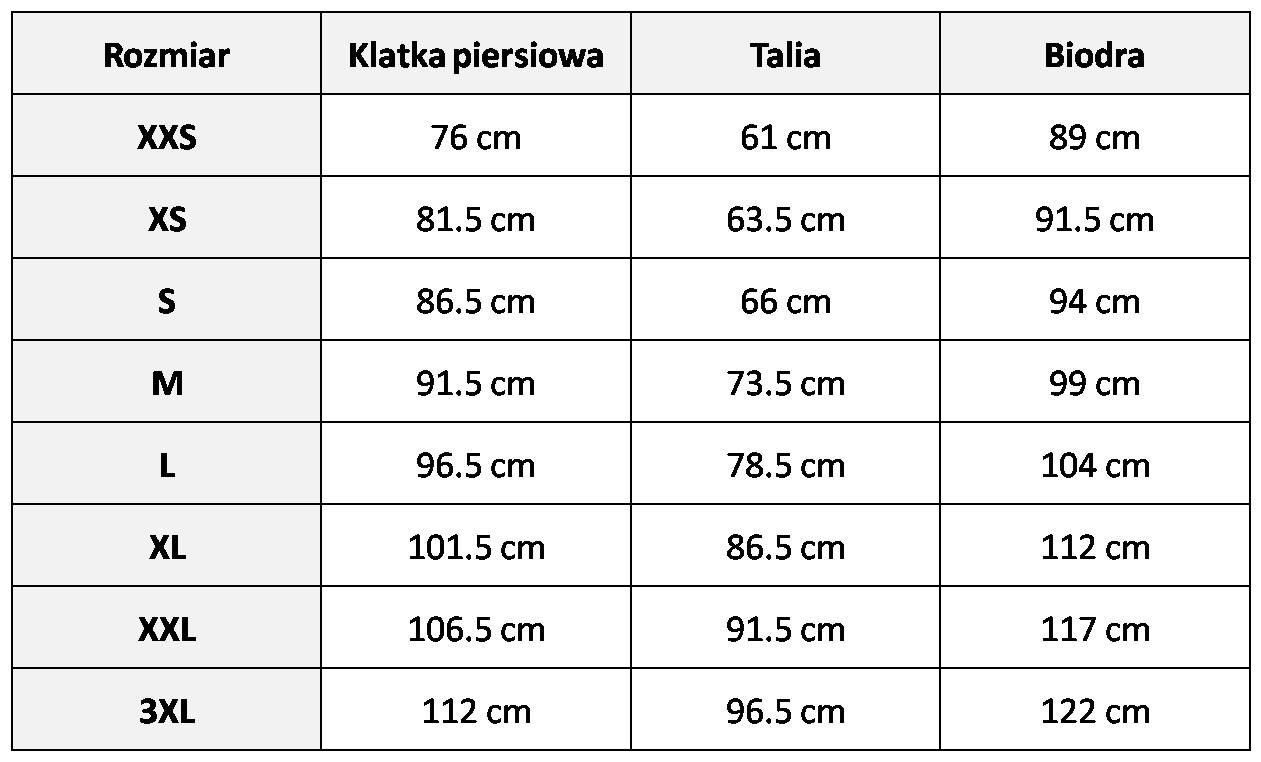 Rozmiar Klatka piersiowa Talia Biodra
XXS 76 cm 61 cm 89 cm
XS 81.5 cm 63.5 cm 91.5 cm
S 86.5 cm 66 cm 94 cm
M 91.5 cm 73.5 cm 99 cm
L 96.5 cm 78.5 cm 104 cm
XL 101.5 cm 86.5 cm 112 cm
XXL 106.5 cm 91.5 cm 117 cm
3XL 112 cm 96.5 cm 122 cm